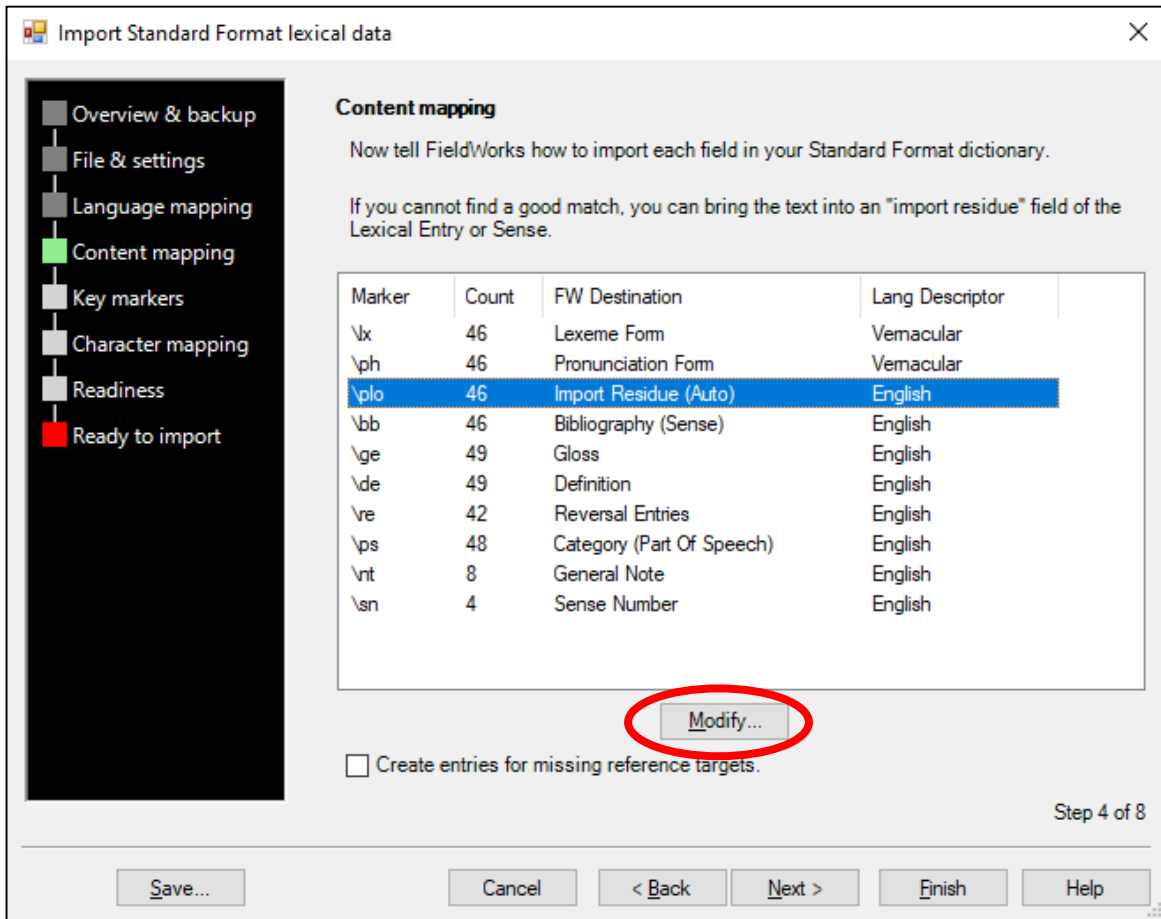 Import Standard Format lexical data
Overview & backup
File & settings
Language mapping
Content mapping
Key markers
Character mapping
Readiness
Ready to import
Content mapping
Now tell FieldWorks how to import each field in your Standard Format dictionary.
If you cannot find a good match, you can bring the text into an "import residue" field of the
Lexical Entry or Sense.
Marker Count FW Destination Lang Descriptor
\lx 46 Lexeme Form Vernacular
\ph 46 Pronunciation Form Vernacular
\plo 46 Import Residue (Auto) English
\bb 46 Bibliography (Sense) English
\ge 49 Gloss English
\de 49 Definition English
\re 42 Reversal Entries English
\ps 48 Category (Part Of Speech) English
\nt 8 General Note English
\sn 4 Sense Number English
Modify...
Create entries for missing reference targets.
Step 4 of 8
Save... Cancel < Back Next > Finish Help